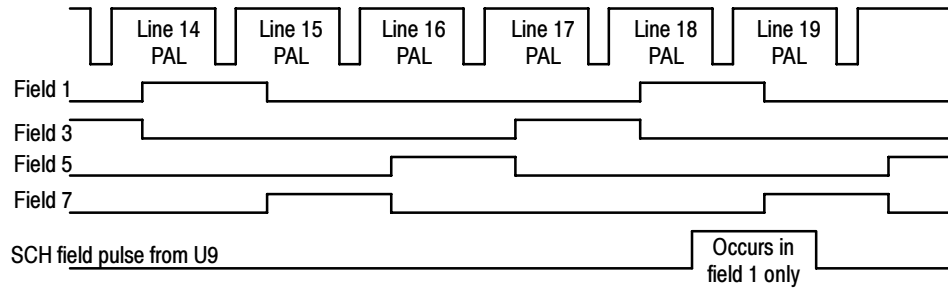 Line 14 Line 15 Line 16 Line 17 Line 18 Line 19
PAL PAL PAL PAL PAL PAL
Field 1
Field 3
Field 5
Field 7
SCH field pulse from U9
Occurs in
field 1 only